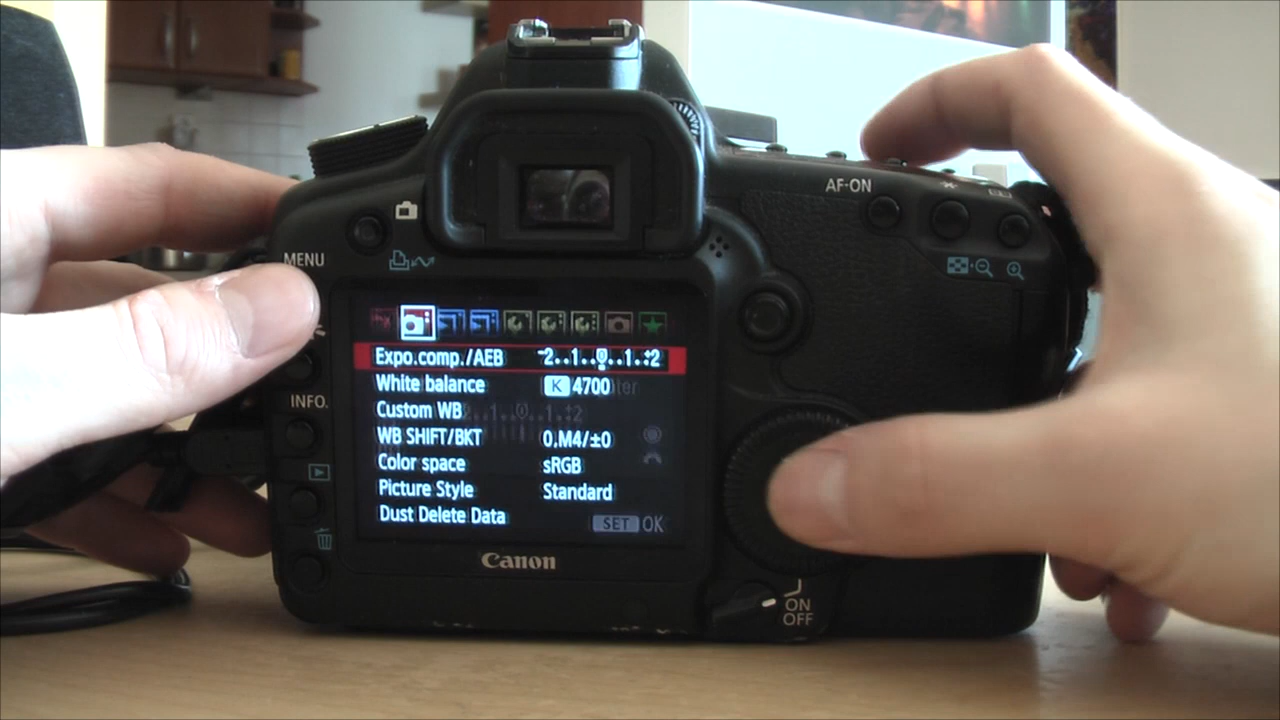 AF-ON
MENU
Expo.comp./AEB -2..1..0..1..+2
White balance K 4700
Custom WB
INFO.
WB SHIFT/BKT 0,M4/±0
Color space sRGB
Picture Style Standard
Dust Delete Data
SET OK
Canon
ON
OFF